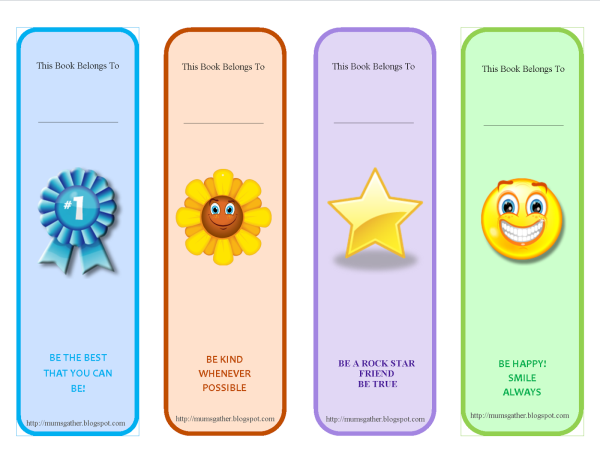 This Book Belongs To
#1
BE THE BEST
THAT YOU CAN
BE!
http://mumsgather.blogspot.com
This Book Belongs To
BE KIND
WHENEVER
POSSIBLE
http://mumsgather.blogspot.com
This Book Belongs To
BE A ROCK STAR
FRIEND
BE TRUE
http://mumsgather.blogspot.com
This Book Belongs To
BE HAPPY!
SMILE
ALWAYS
http://mumsgather.blogspot.com